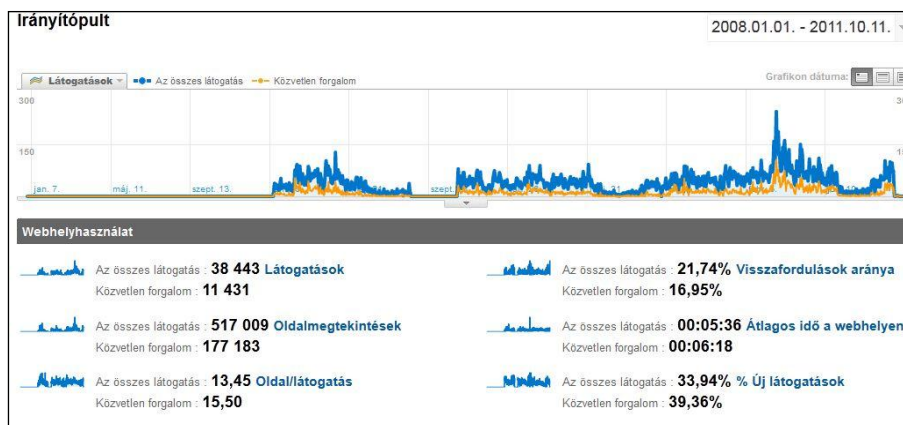 Irányítópult
2008.01.01. - 2011.10.11.
Látogatások Az összes látogatás Közvetlen forgalom
Grafikon dátuma:
300
150
jan. 7. máj. 11. szept. 13.
Webhelyhasználat
Az összes látogatás : 38 443 Látogatások
Közvetlen forgalom : 11 431
Az összes látogatás : 21,74% Visszafordulások aránya
Közvetlen forgalom : 16,95%
Az összes látogatás : 517 009 Oldalmegtekintések
Közvetlen forgalom : 177 183
Az összes látogatás : 00:05:36 Átlagos idő a webhelyen
Közvetlen forgalom : 00:06:18
Az összes látogatás : 13,45 Oldal/látogatás
Közvetlen forgalom : 15,50
Az összes látogatás : 33,94% % Új látogatások
Közvetlen forgalom : 39,36%